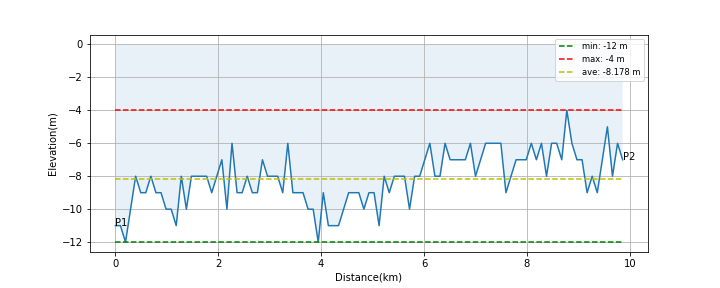 0
−2
−4
−6
−8
−10
−12
Elevation(m)
0
2
4
6
8
10
Distance(km)
min: -12 m
max: -4 m
ave: -8.178 m
P1
P2